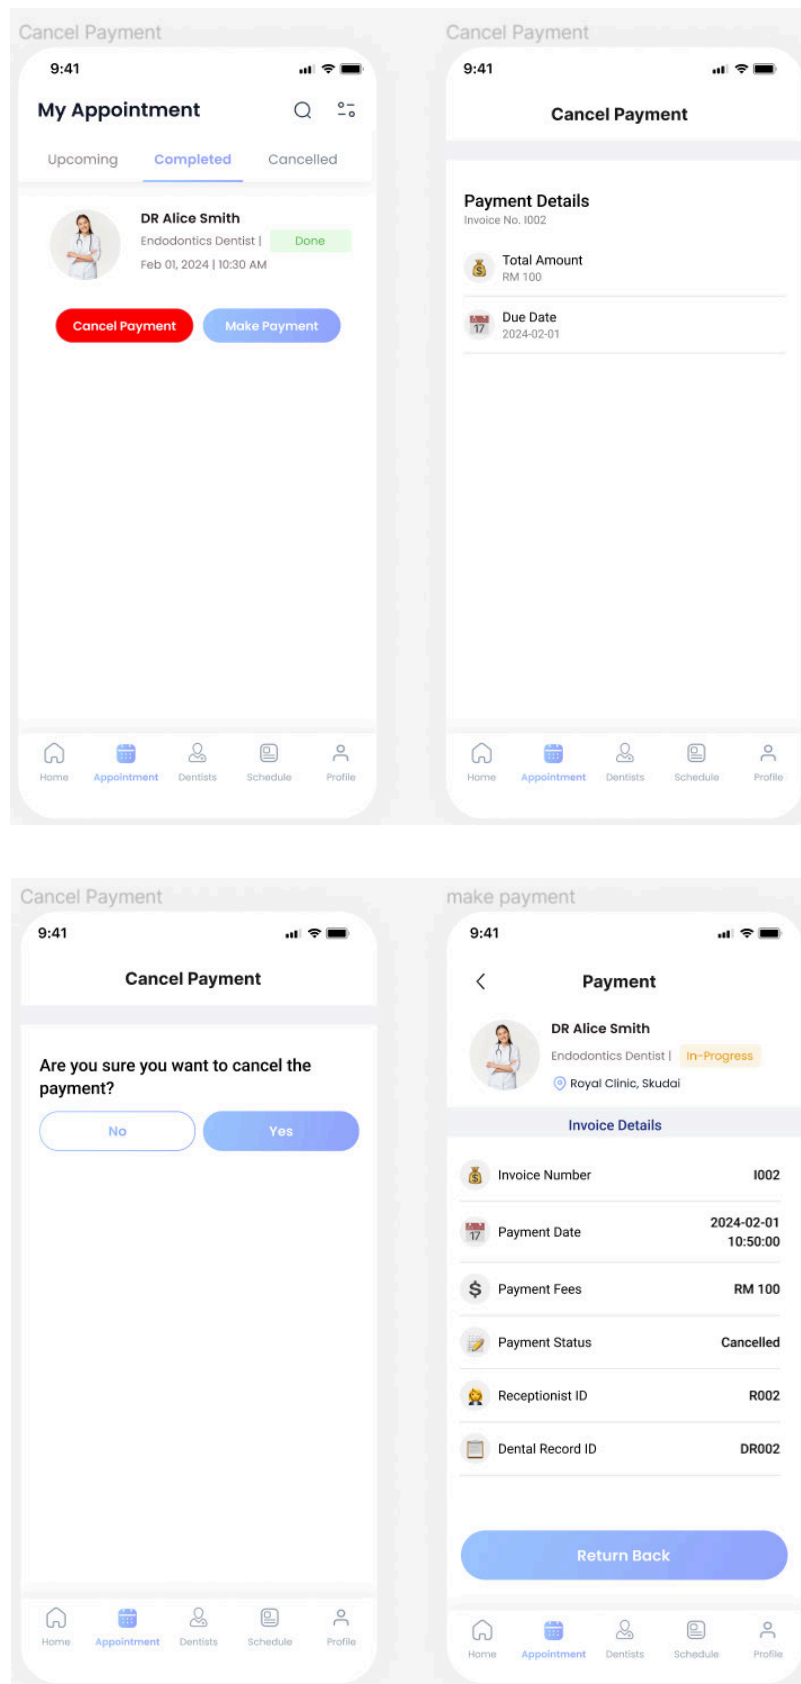 Cancel Payment
9:41
My Appointment
Upcoming Completed Cancelled
DR Alice Smith
Endodontics Dentist | Done
Feb 01, 2024 | 10:30 AM
Cancel Payment Make Payment
Home Appointment Dentists Schedule Profile
Cancel Payment
9:41
Cancel Payment
Payment Details
Invoice No. I002
Total Amount
RM 100
17
Due Date
2024-02-01
Home Appointment Dentists Schedule Profile
Cancel Payment
9:41
Cancel Payment
Are you sure you want to cancel the
payment?
No Yes
Home Appointment Dentists Schedule Profile
make payment
9:41
Payment
DR Alice Smith
Endodontics Dentist | In-Progress
Royal Clinic, Skudai
Invoice Details
Invoice Number I002
17 Payment Date 2024-02-01
10:50:00
$ Payment Fees RM 100
Payment Status Cancelled
Receptionist ID R002
Dental Record ID DR002
Return Back
Home Appointment Dentists Schedule Profile